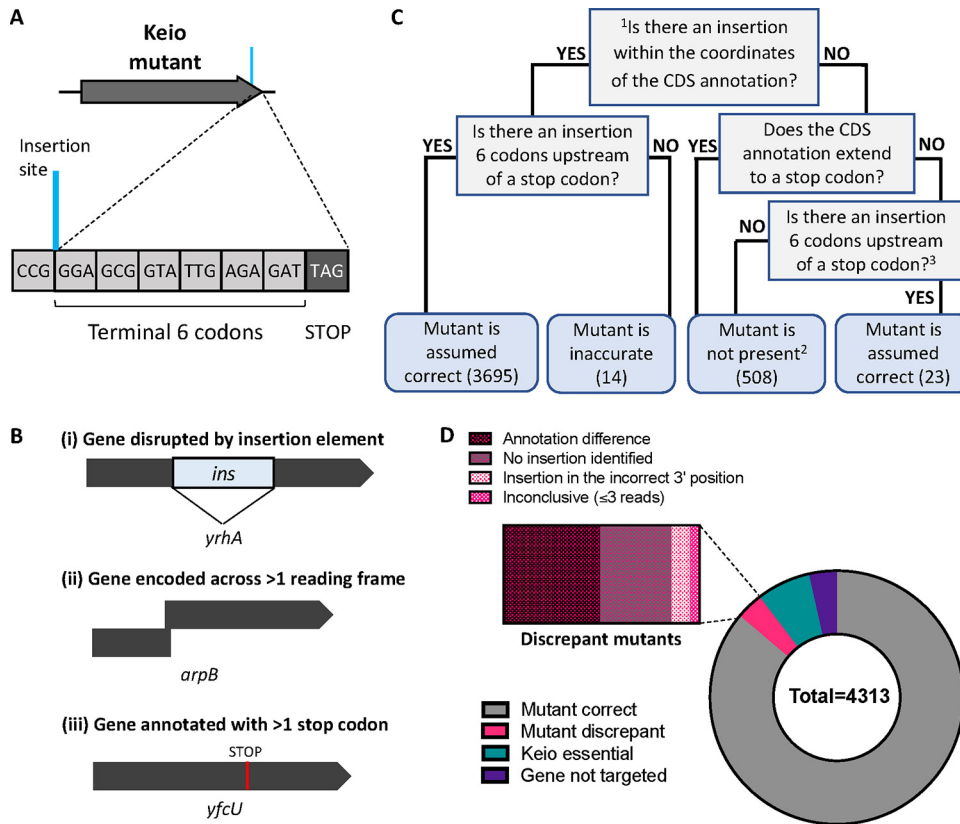 A
Keio
mutant
Insertion
site
CCG GGA GCG GTA TTG AGA GAT TAG
Terminal 6 codons STOP
B
(i) Gene disrupted by insertion element
ins
yrhA
(ii) Gene encoded across >1 reading frame
arpB
(iii) Gene annotated with >1 stop codon
STOP
yfcU
C
¹Is there an insertion
within the coordinates
of the CDS annotation?
YES
NO
Is there an insertion
6 codons upstream
of a stop codon?
YES
NO
Does the CDS
annotation extend
to a stop codon?
YES
NO
Is there an insertion
6 codons upstream
of a stop codon?³
NO
YES
Mutant is
assumed
correct (3695)
Mutant is
inaccurate
(14)
Mutant is
not present²
(508)
Mutant is
assumed
correct (23)
D
Annotation difference
No insertion identified
Insertion in the incorrect 3' position
Inconclusive (≤3 reads)
Discrepant mutants
Total=4313
Mutant correct
Mutant discrepant
Keio essential
Gene not targeted